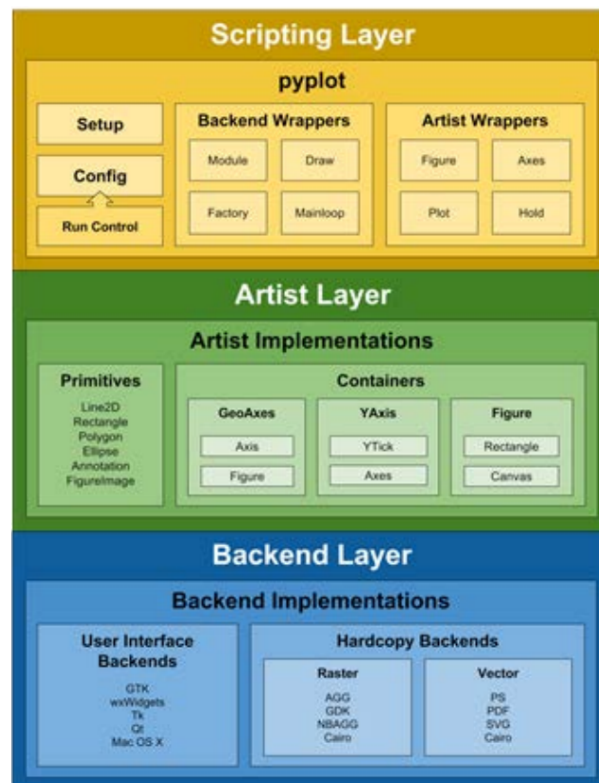 Scripting Layer
pyplot
Setup
Config
Run Control
Backend Wrappers
Module
Draw
Factory
Mainloop
Artist Wrappers
Figure
Axes
Plot
Hold
Artist Layer
Artist Implementations
Primitives
Line2D
Rectangle
Polygon
Ellipse
Annotation
FigureImage
Containers
GeoAxes
Axis
Figure
YAxis
YTick
Axes
Figure
Rectangle
Canvas
Backend Layer
Backend Implementations
User Interface
Backends
GTK
wxWidgets
Tk
Qt
Mac OS X
Hardcopy Backends
Raster
AGG
GDK
NBAGG
Cairo
Vector
PS
PDF
SVG
Cairo